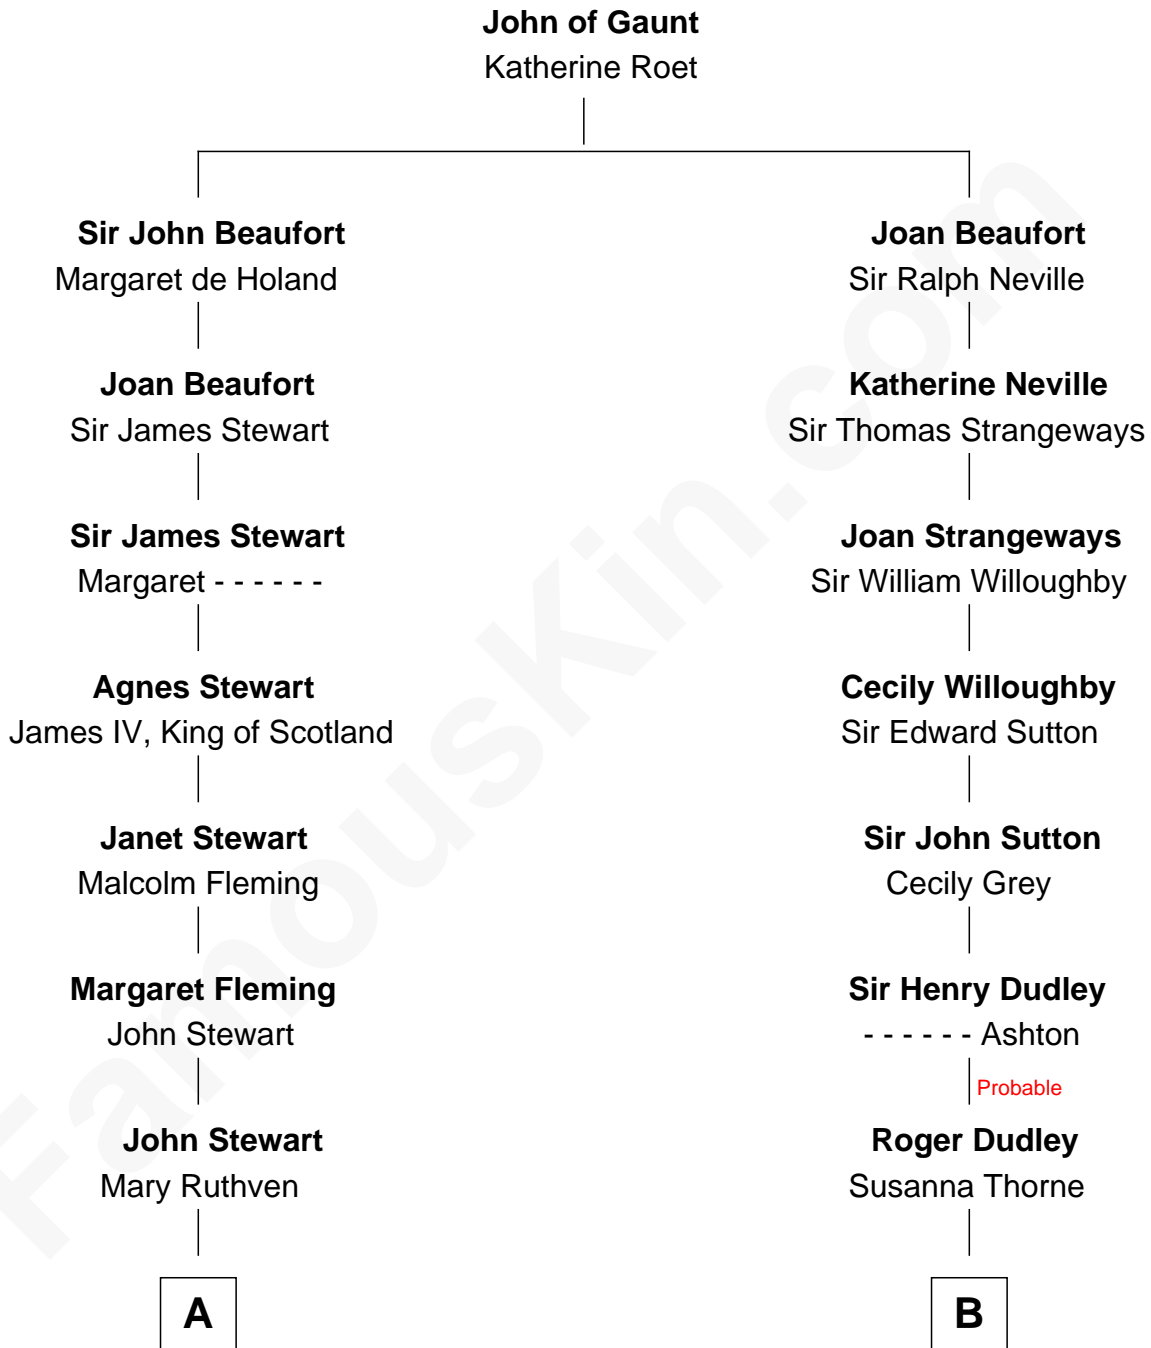 John of Gaunt
Katherine Roet
Sir John Beaufort
Margaret de Holand
Joan Beaufort
Sir James Stewart
Sir James Stewart
Margaret - - - - - -
Agnes Stewart
James IV, King of Scotland
Janet Stewart
Malcolm Fleming
Margaret Fleming
John Stewart
John Stewart
Mary Ruthven
A
Joan Beaufort
Sir Ralph Neville
Katherine Neville
Sir Thomas Strangeways
Joan Strangeways
Sir William Willoughby
Cecily Willoughby
Sir Edward Sutton
Sir John Sutton
Cecily Grey
Sir Henry Dudley
- - - - - - Ashton
Probable
Roger Dudley
Susanna Thorne
B
FamousKin.com